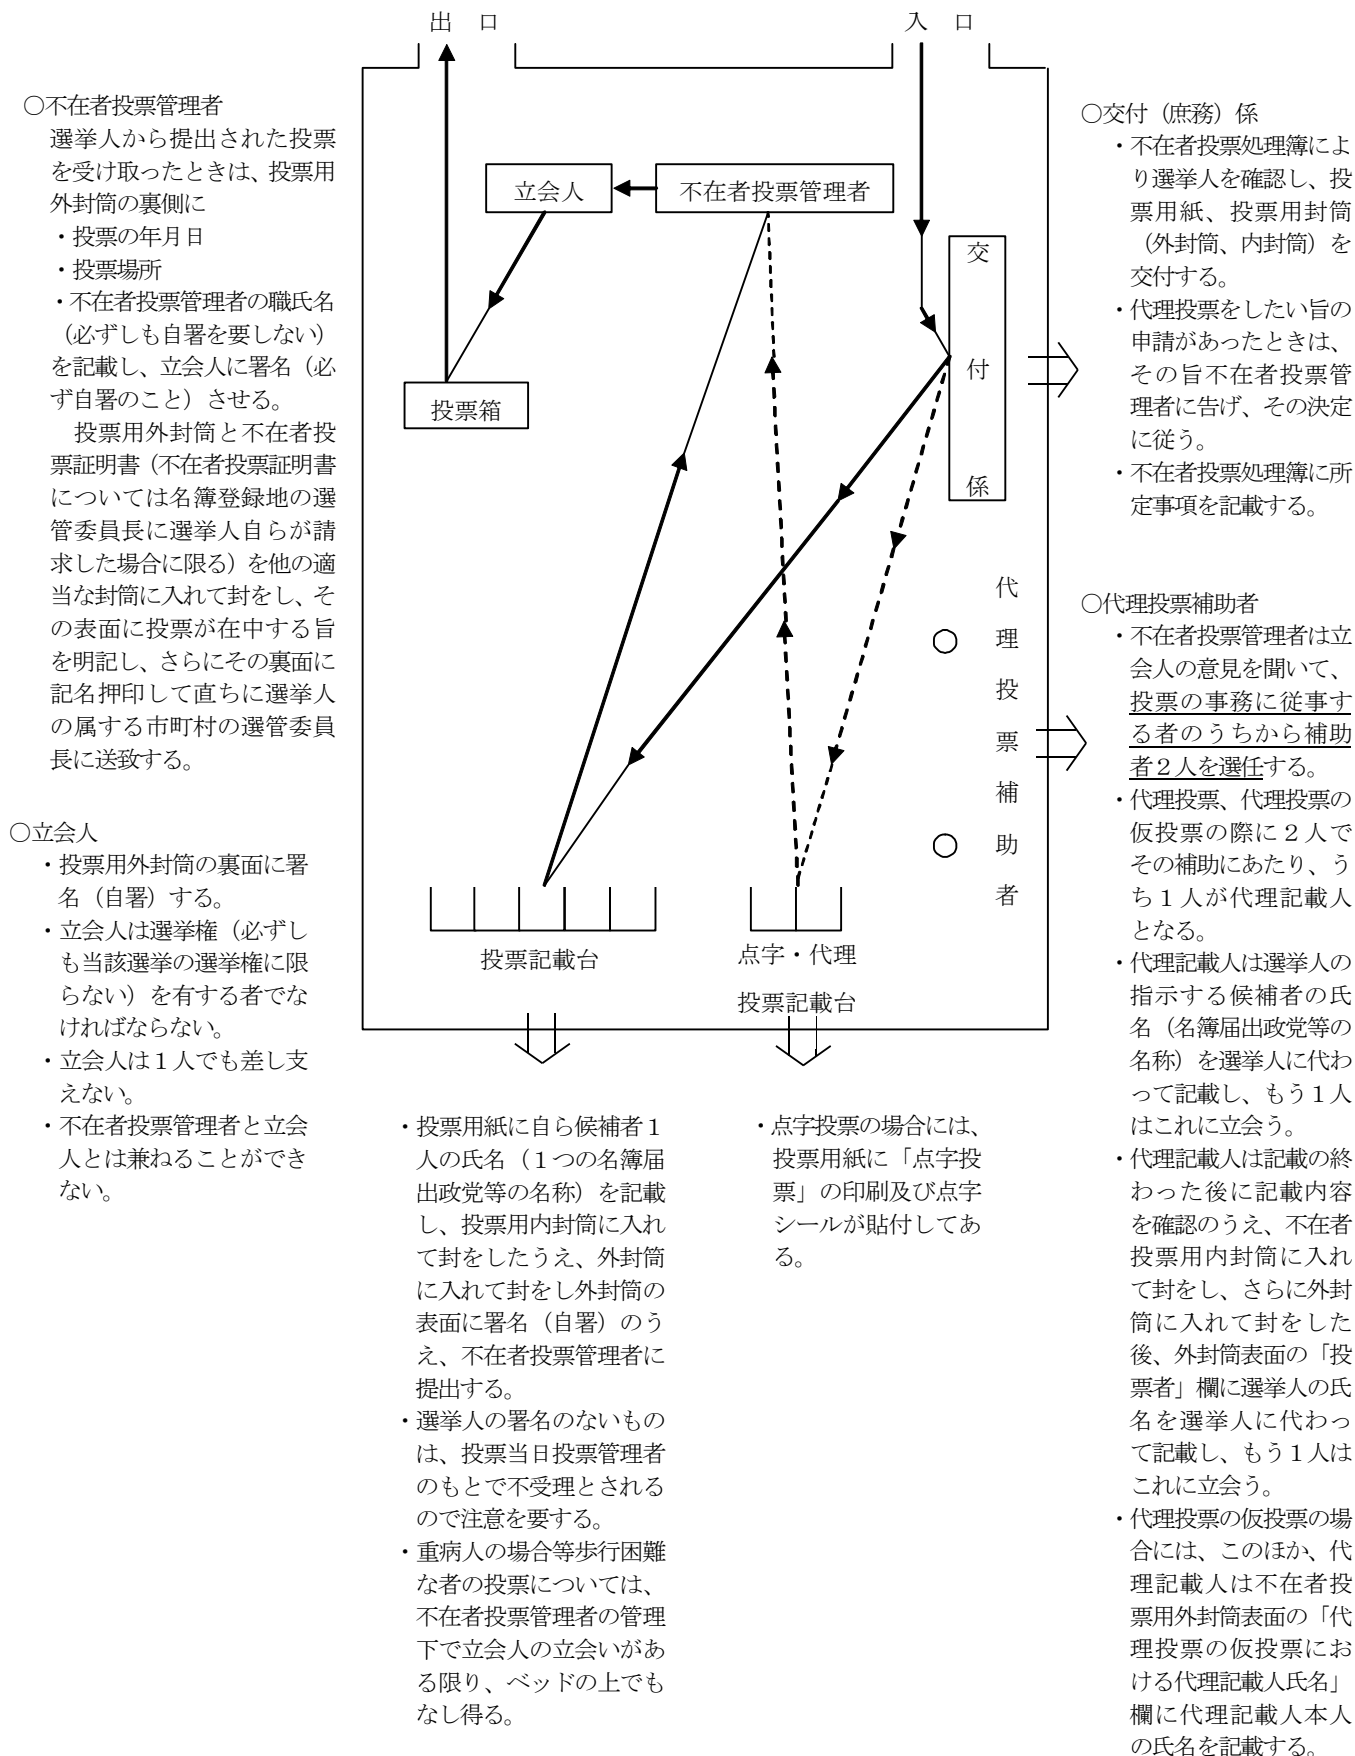 出 口
入 口
○不在者投票管理者
選挙人から提出された投票
を受け取ったときは、投票用
外封筒の裏側に
・投票の年月日
・投票場所
・不在者投票管理者の職氏名
（必ずしも自署を要しない）
を記載し、立会人に署名（必
ず自署のこと）させる。
投票用外封筒と不在者投
票証明書（不在者投票証明書
については名簿登録地の選
管委員長に選挙人自らが請
求した場合に限る）を他の適
当な封筒に入れて封をし、そ
の表面に投票が在中する旨
を明記し、さらにその裏面に
記名押印して直ちに選挙人
の属する市町村の選管委員
長に送致する。
○立会人
・投票用外封筒の裏面に署
名（自署）する。
・立会人は選挙権（必ずし
も当該選挙の選挙権に限
らない）を有する者でな
ければならない。
・立会人は１人でも差し支
えない。
・不在者投票管理者と立会
人とは兼ねることができ
ない。
立会人
不在者投票管理者
投票箱
交付係
代理投票補助者
○
○
投票記載台
点字・代理
投票記載台
・投票用紙に自ら候補者１
人の氏名（１つの名簿届
出政党等の名称）を記載
し、投票用内封筒に入れ
て封をしたうえ、外封筒
に入れて封をし外封筒の
表面に署名（自署）のう
え、不在者投票管理者に
提出する。
・選挙人の署名のないもの
は、投票当日投票管理者
のもとで不受理とされる
ので注意を要する。
・重病人の場合等歩行困難
な者の投票については、
不在者投票管理者の管理
下で立会人の立会いがあ
る限り、ベッドの上でも
なし得る。
・点字投票の場合には、
投票用紙に「点字投
票」の印刷及び点字
シールが貼付してあ
る。
○交付（庶務）係
・不在者投票処理簿によ
り選挙人を確認し、投
票用紙、投票用封筒
（外封筒、内封筒）を
交付する。
・代理投票をしたい旨の
申請があったときは、
その旨不在者投票管
理者に告げ、その決定
に従う。
・不在者投票処理簿に所
定事項を記載する。
○代理投票補助者
・不在者投票管理者は立
会人の意見を聞いて、
投票の事務に従事す
る者のうちから補助
者２人を選任する。
・代理投票、代理投票の
仮投票の際に２人で
その補助にあたり、う
ち１人が代理記載人
となる。
・代理記載人は選挙人の
指示する候補者の氏
名（名簿届出政党等の
名称）を選挙人に代わ
って記載し、もう１人
はこれに立会う。
・代理記載人は記載の終
わった後に記載内容
を確認のうえ、不在者
投票用内封筒に入れ
て封をし、さらに外封
筒に入れて封をした
後、外封筒表面の「投
票者」欄に選挙人の氏
名を選挙人に代わっ
て記載し、もう１人は
これに立会う。
・代理投票の仮投票の場
合には、このほか、代
理記載人は不在者投
票用外封筒表面の「代
理投票の仮投票にお
ける代理記載人氏名」
欄に代理記載人本人
の氏名を記載する。